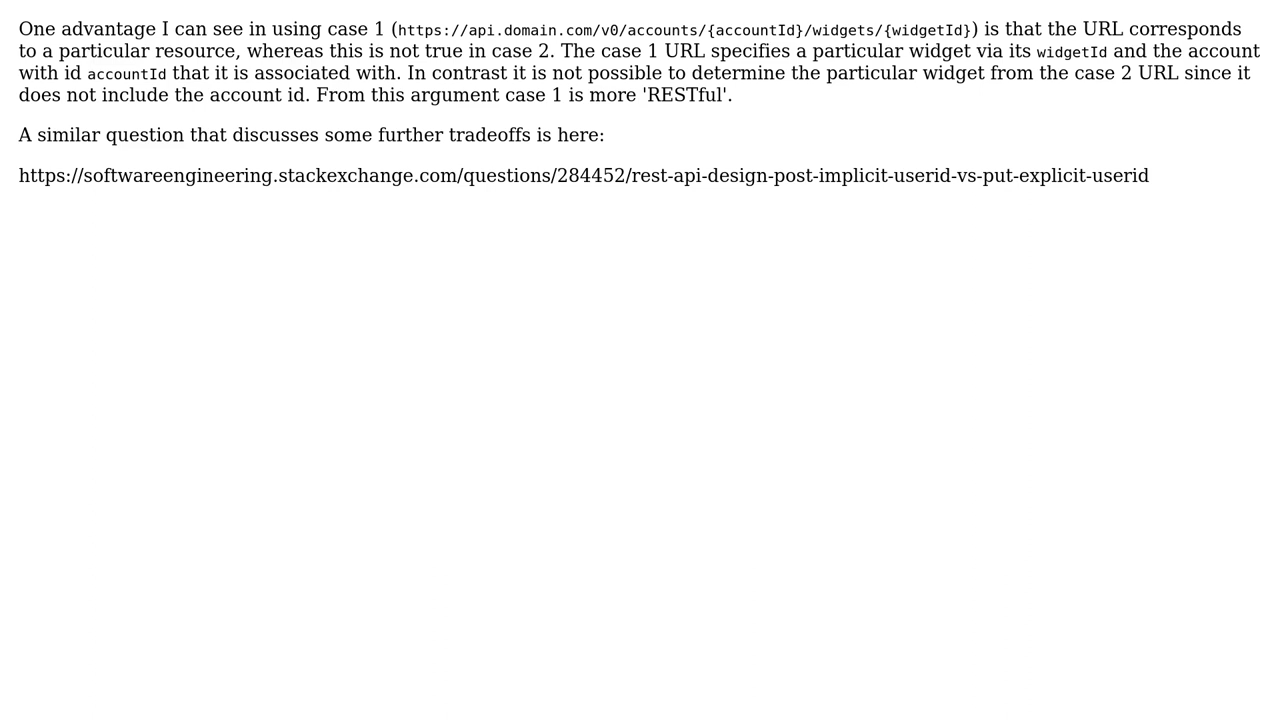 One advantage I can see in using case 1 (https://api.domain.com/v0/accounts/{accountId}/widgets/{widgetId}) is that the URL corresponds
to a particular resource, whereas this is not true in case 2. The case 1 URL specifies a particular widget via its widgetId and the account
with id accountId that it is associated with. In contrast it is not possible to determine the particular widget from the case 2 URL since it
does not include the account id. From this argument case 1 is more 'RESTful'.
A similar question that discusses some further tradeoffs is here:
https://softwareengineering.stackexchange.com/questions/284452/rest-api-design-post-implicit-userid-vs-put-explicit-userid